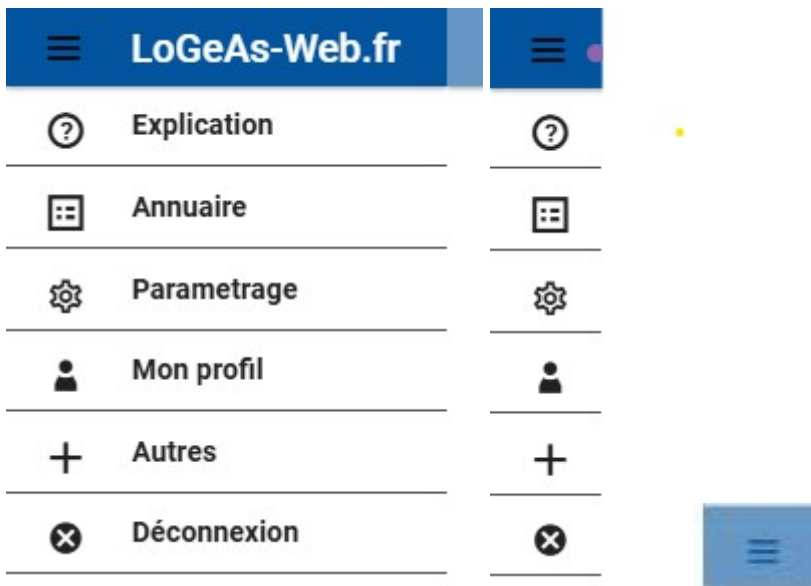 LoGeAs-Web.fr
Explication
Annuaire
Parametrage
Mon profil
Autres
Déconnexion